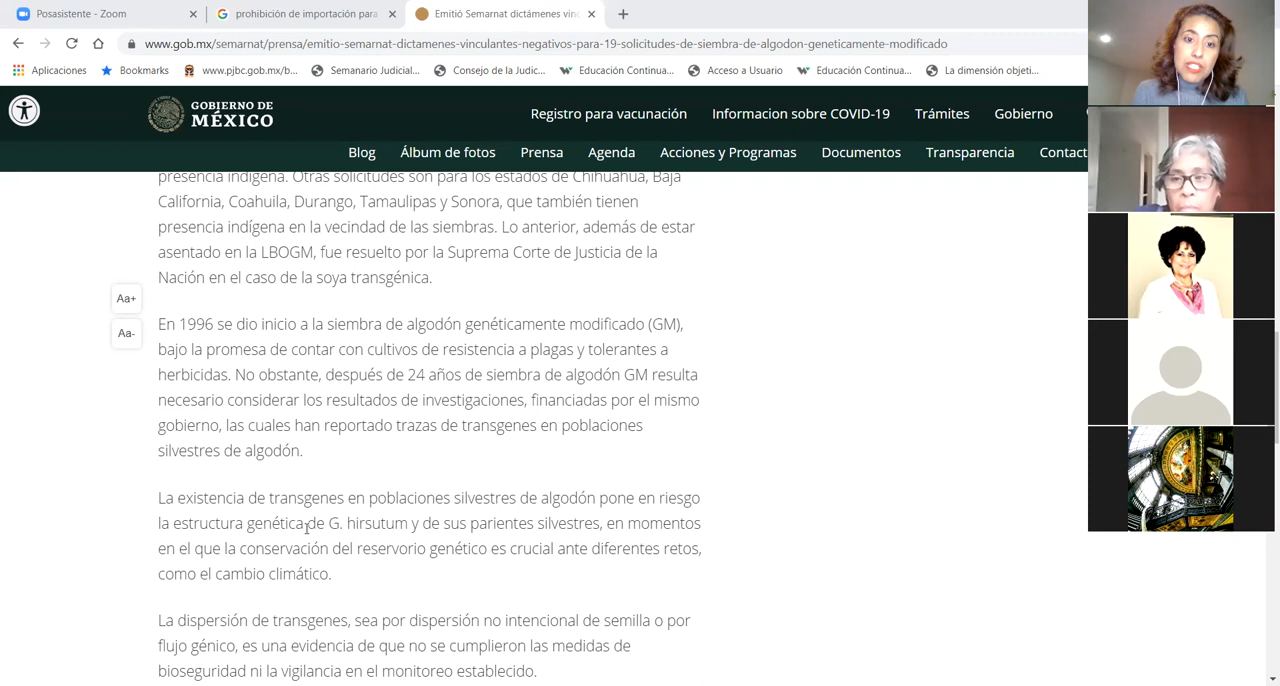 Posasistente - Zoom
prohibición de importación para
Emitió Semarnat dictámenes vinc
www.gob.mx/semarnat/prensa/emitio-semarnat-dictamenes-vinculantes-negativos-para-19-solicitudes-de-siembra-de-algodon-geneticamente-modificado
Aplicaciones
Bookmarks
www.pjbc.gob.mx/b...
Semanario Judicial...
Consejo de la Judic...
Educación Continua...
Acceso a Usuario
Educación Continua...
La dimensión objeti...
GOBIERNO DE
MÉXICO
Registro para vacunación
Informacion sobre COVID-19
Trámites
Gobierno
Blog
Álbum de fotos
Prensa
Agenda
Acciones y Programas
Documentos
Transparencia
Contact
presencia indígena. Otras solicitudes son para los estados de Chihuahua, Baja
California, Coahuila, Durango, Tamaulipas y Sonora, que también tienen
presencia indígena en la vecindad de las siembras. Lo anterior, además de estar
asentado en la LBOGM, fue resuelto por la Suprema Corte de Justicia de la
Nación en el caso de la soya transgénica.
Aa+
Aa-
En 1996 se dio inicio a la siembra de algodón genéticamente modificado (GM),
bajo la promesa de contar con cultivos de resistencia a plagas y tolerantes a
herbicidas. No obstante, después de 24 años de siembra de algodón GM resulta
necesario considerar los resultados de investigaciones, financiadas por el mismo
gobierno, las cuales han reportado trazas de transgenes en poblaciones
silvestres de algodón.
La existencia de transgenes en poblaciones silvestres de algodón pone en riesgo
la estructura genética de G. hirsutum y de sus parientes silvestres, en momentos
en el que la conservación del reservorio genético es crucial ante diferentes retos,
como el cambio climático.
La dispersión de transgenes, sea por dispersión no intencional de semilla o por
flujo génico, es una evidencia de que no se cumplieron las medidas de
bioseguridad ni la vigilancia en el monitoreo establecido.